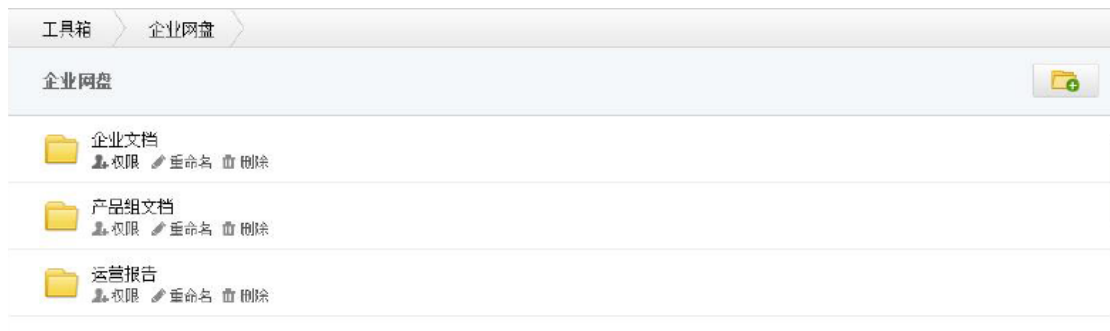 工具箱 企业网盘
企业网盘
企业文档
权限 重命名 删除
产品组文档
权限 重命名 删除
运营报告
权限 重命名 删除